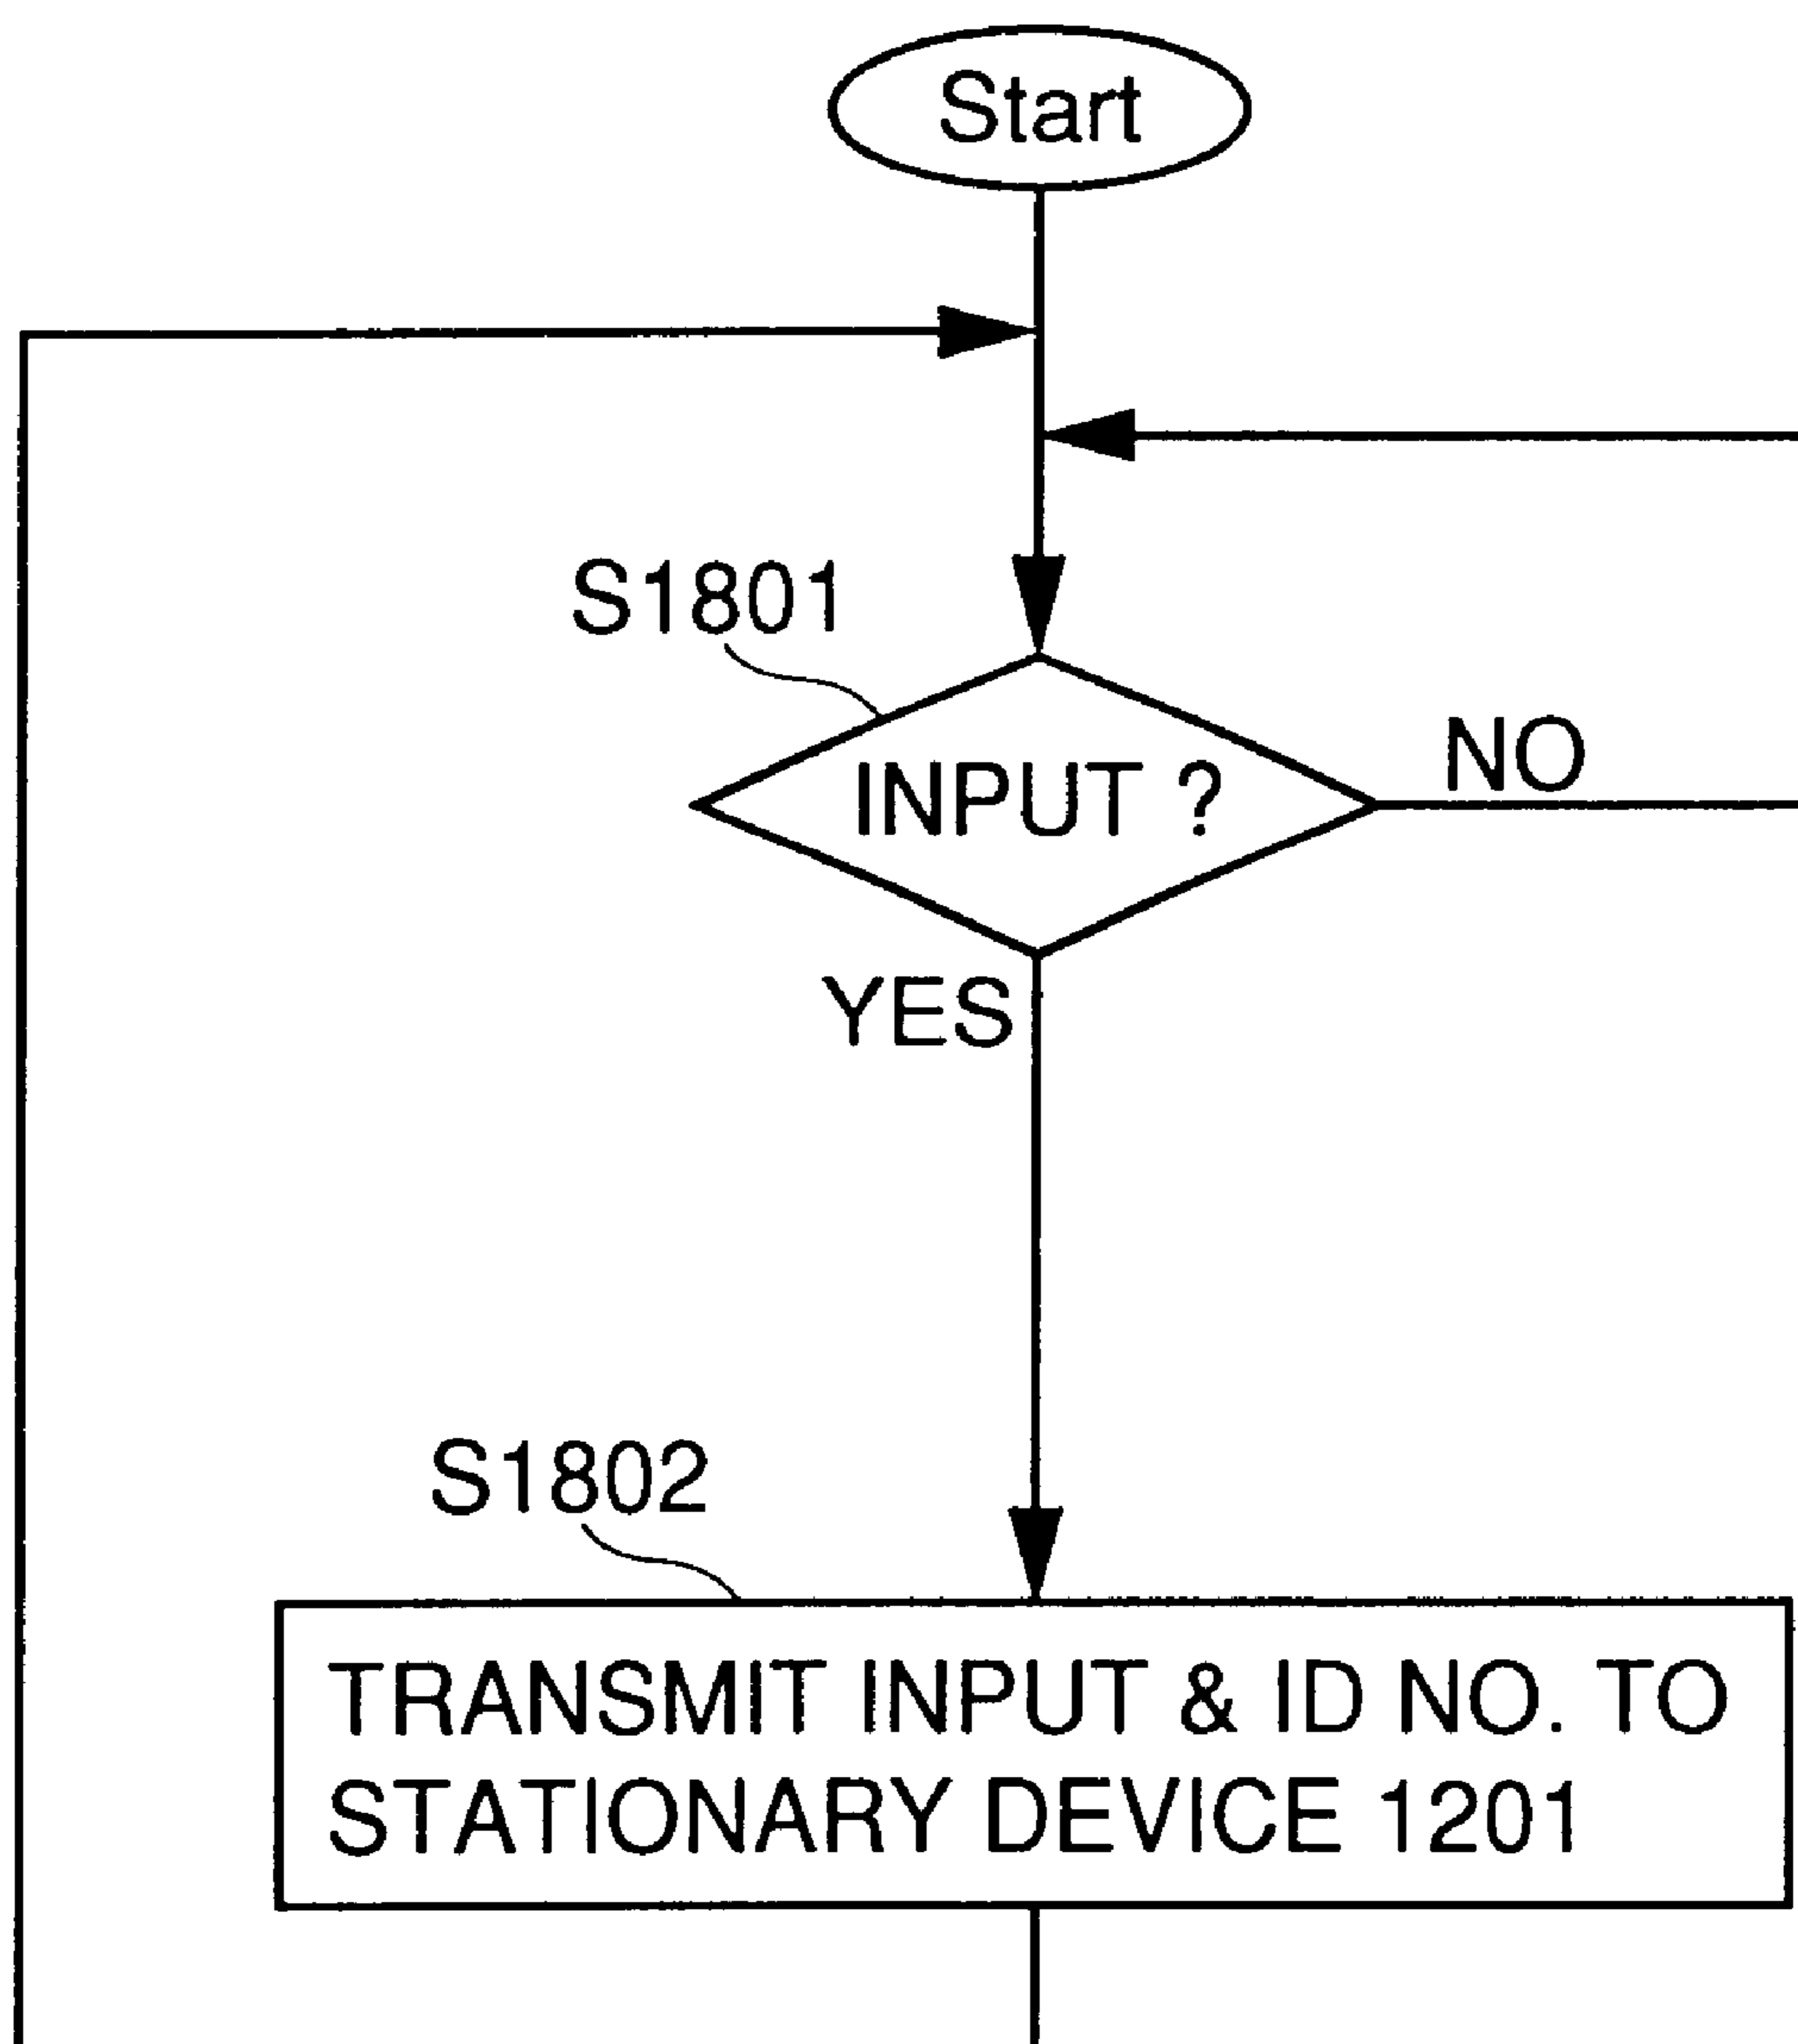 Start
S1801
INPUT ?
NO
YES
S1802
TRANSMIT INPUT & ID NO. TO
STATIONARY DEVICE 1201